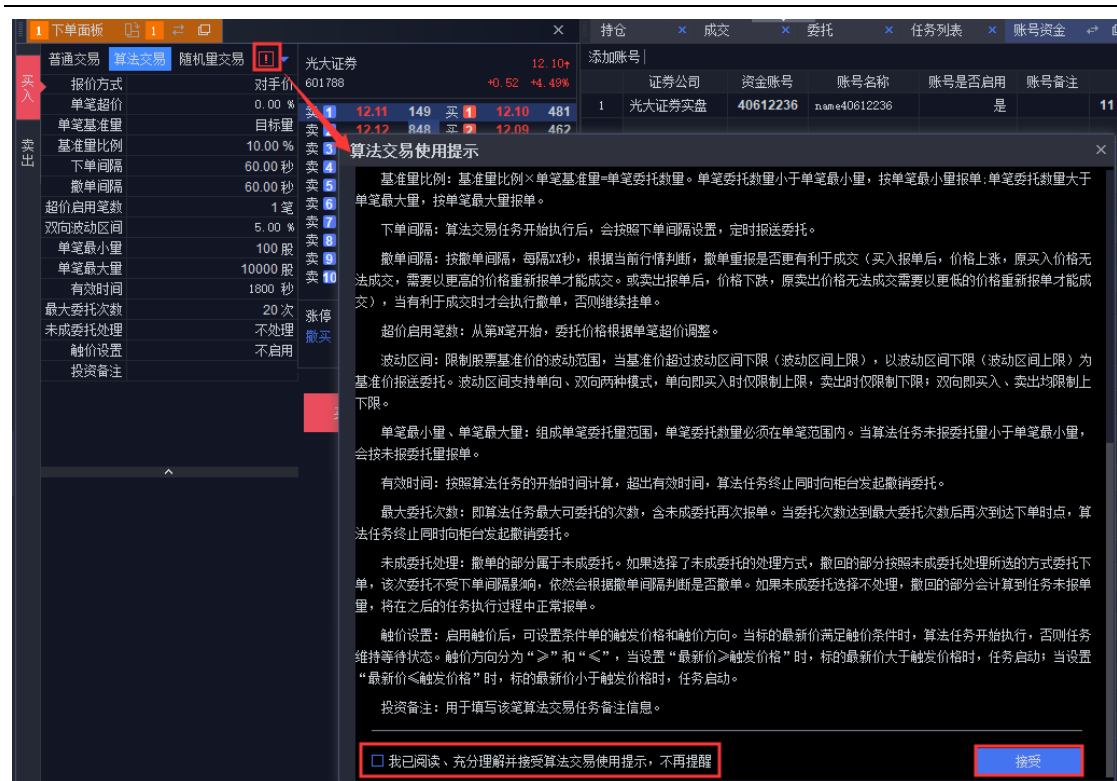 1 下单面板 1 ×
持仓 × 成交 × 委托 × 任务列表 × 账号资金
普通交易 算法交易 随机量交易 !
买入
卖出
报价方式 对手价
单笔超价 0.00 %
单笔基准量 目标量
基准量比例 10.00 %
下单间隔 60.00 秒
撤单间隔 60.00 秒
超价启用笔数 1 笔
双向波动区间 5.00 %
单笔最小量 100 股
单笔最大量 10000 股
有效时间 1800 秒
最大委托次数 20 次
未成委托处理 不处理
触价设置 不启用
投资备注
光大证券 12.10↑
601788 +0.52 +4.49%
卖 1 12.11 149 买 1 12.10 481
卖 2 12.12 848 买 2 12.09 462
卖 3
卖 4
卖 5
卖 6
卖 7
卖 8
卖 9
卖 10
涨停
撤买
添加账号
证券公司 资金账号 账号名称 账号是否启用 账号备注
1 光大证券实盘 40612236 name40612236 是 11
算法交易使用提示 ×
基准量比例: 基准量比例×单笔基准量=单笔委托数量。单笔委托数量小于单笔最小量，按单笔最小量报单;单笔委托数量大于
单笔最大量，按单笔最大量报单。
下单间隔: 算法交易任务开始执行后，会按照下单间隔设置，定时报送委托。
撤单间隔: 按撤单间隔，每隔XX秒，根据当前行情判断，撤单重报是否更有利于成交（买入报单后，价格上涨，原买入价格无
法成交，需要以更高的价格重新报单才能成交。或卖出报单后，价格下跌，原卖出价格无法成交需要以更低的价格重新报单才能成
交），当有利于成交时才会执行撤单，否则继续挂单。
超价启用笔数: 从第N笔开始，委托价格根据单笔超价调整。
波动区间: 限制股票基准价的波动范围，当基准价超过波动区间下限（波动区间上限），以波动区间下限（波动区间上限）为
基准价报送委托。波动区间支持单向、双向两种模式，单向即买入时仅限制上限，卖出时仅限制下限；双向即买入、卖出均限制上
下限。
单笔最小量、单笔最大量: 组成单笔委托量范围，单笔委托数量必须在单笔范围内。当算法任务未报委托量小于单笔最小量，
会按未报委托量报单。
有效时间: 按照算法任务的开始时间计算，超出有效时间，算法任务终止同时向柜台发起撤销委托。
最大委托次数: 即算法任务最大可委托的次数，含未成委托再次报单。当委托次数达到最大委托次数后再次到达下单时点，算
法任务终止同时向柜台发起撤销委托。
未成委托处理: 撤单的部分属于未成委托。如果选择了未成委托的处理方式，撤回的部分按照未成委托处理所选的方式委托下
单，该次委托不受下单间隔影响，依然会根据撤单间隔判断是否撤单。如果未成委托选择不处理，撤回的部分会计算到任务未报单
量，将在之后的任务执行过程中正常报单。
触价设置: 启用触价后，可设置条件单的触发价格和触价方向。当标的最新价满足触价条件时，算法任务开始执行，否则任务
维持等待状态。触价方向分为“≥”和“≤”，当设置“最新价≥触发价格”时，标的最新价大于触发价格时，任务启动；当设置
“最新价≤触发价格”时，标的最新价小于触发价格时，任务启动。
投资备注: 用于填写该笔算法交易任务备注信息。
我已阅读、充分理解并接受算法交易使用提示，不再提醒
接受